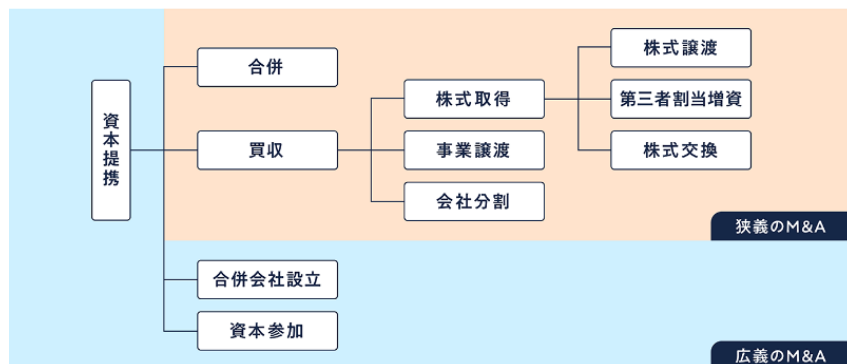 資本提携
合併
買収
株式取得
事業譲渡
会社分割
株式譲渡
第三者割当増資
株式交換
狭義のM&A
合併会社設立
資本参加
広義のM&A